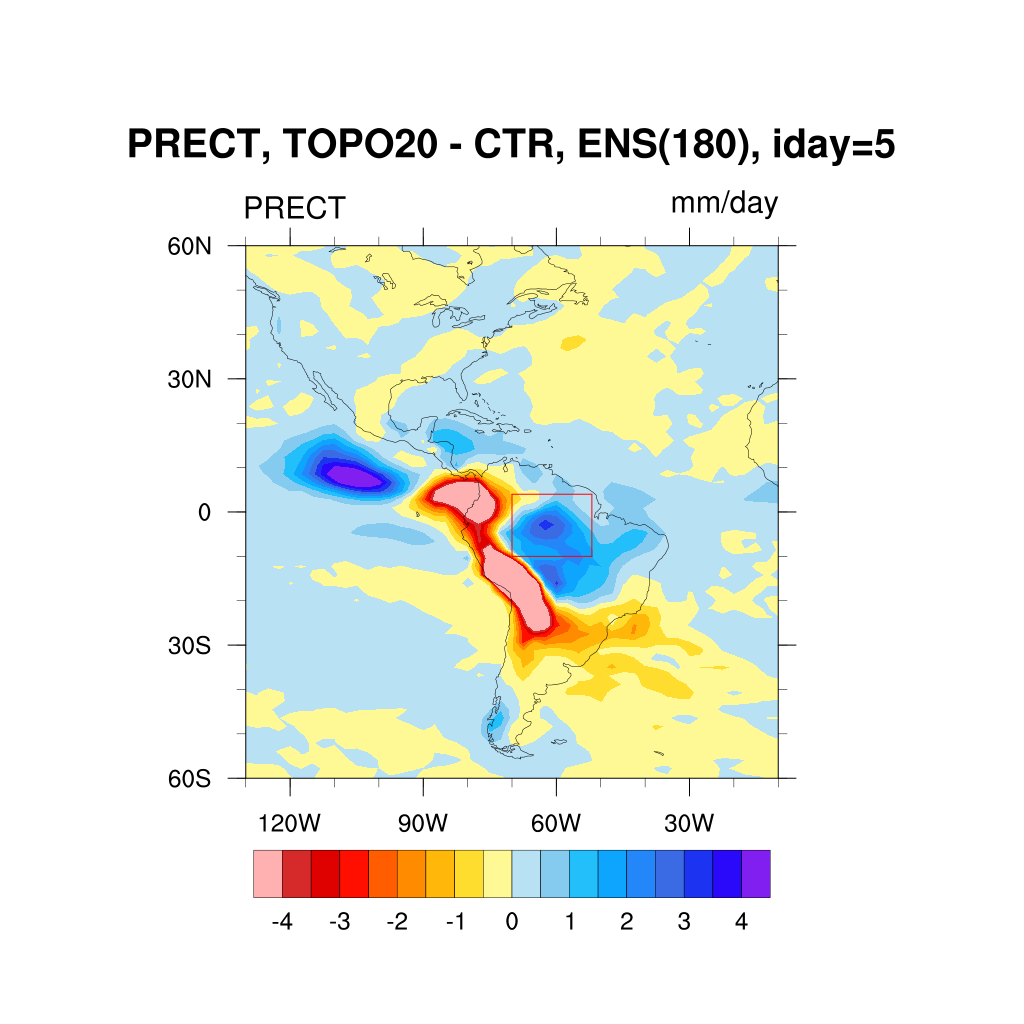 PRECT, TOPO20 - CTR, ENS(180), iday=5
PRECT mm/day
60N
30N
0
30S
60S
120W 90W 60W 30W
-4 -3 -2 -1 0 1 2 3 4